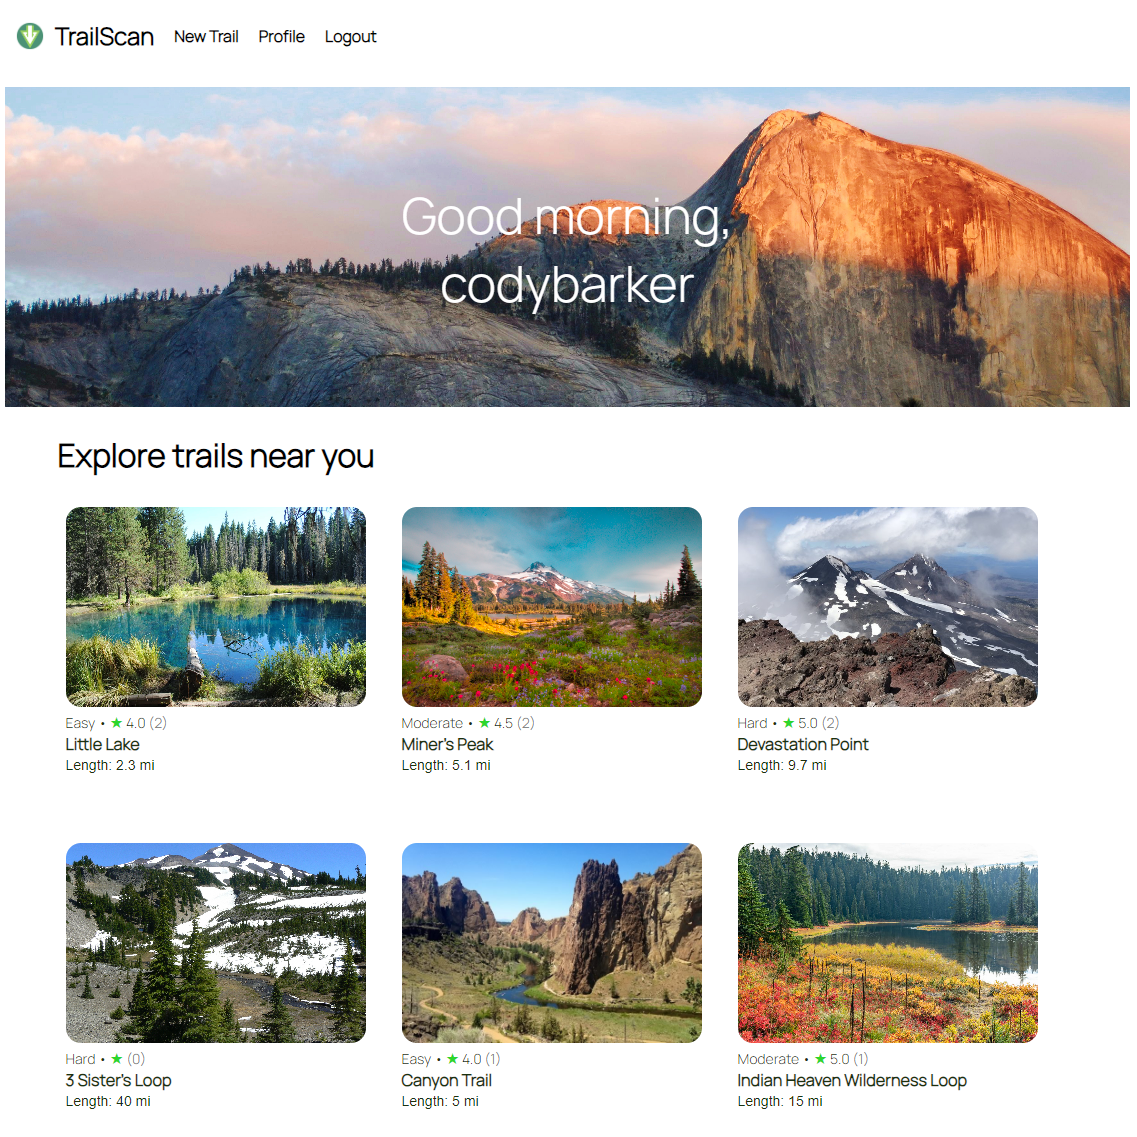 TrailScan New Trail Profile Logout
Good morning,
codybarker
Explore trails near you
Easy • ★ 4.0 (2)
Little Lake
Length: 2.3 mi
Moderate • ★ 4.5 (2)
Miner's Peak
Length: 5.1 mi
Hard • ★ 5.0 (2)
Devastation Point
Length: 9.7 mi
Hard • ★ (0)
3 Sister's Loop
Length: 40 mi
Easy • ★ 4.0 (1)
Canyon Trail
Length: 5 mi
Moderate • ★ 5.0 (1)
Indian Heaven Wilderness Loop
Length: 15 mi